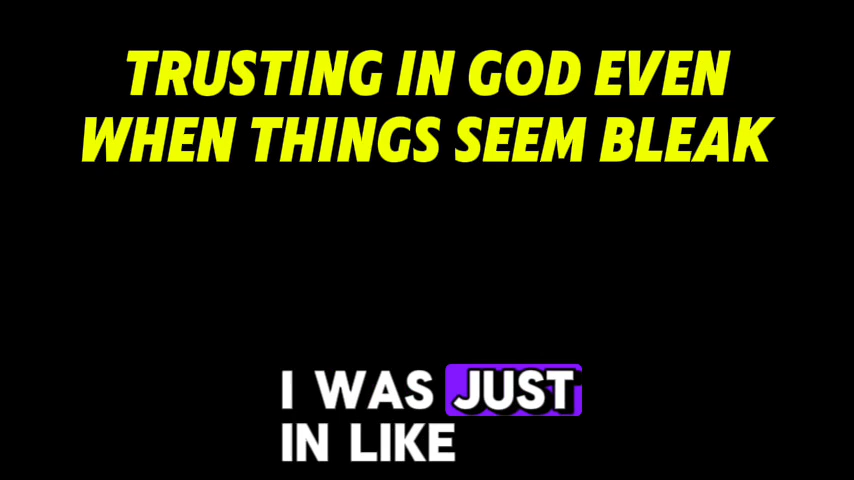 TRUSTING IN GOD EVEN
WHEN THINGS SEEM BLEAK
I WAS JUST
IN LIKE